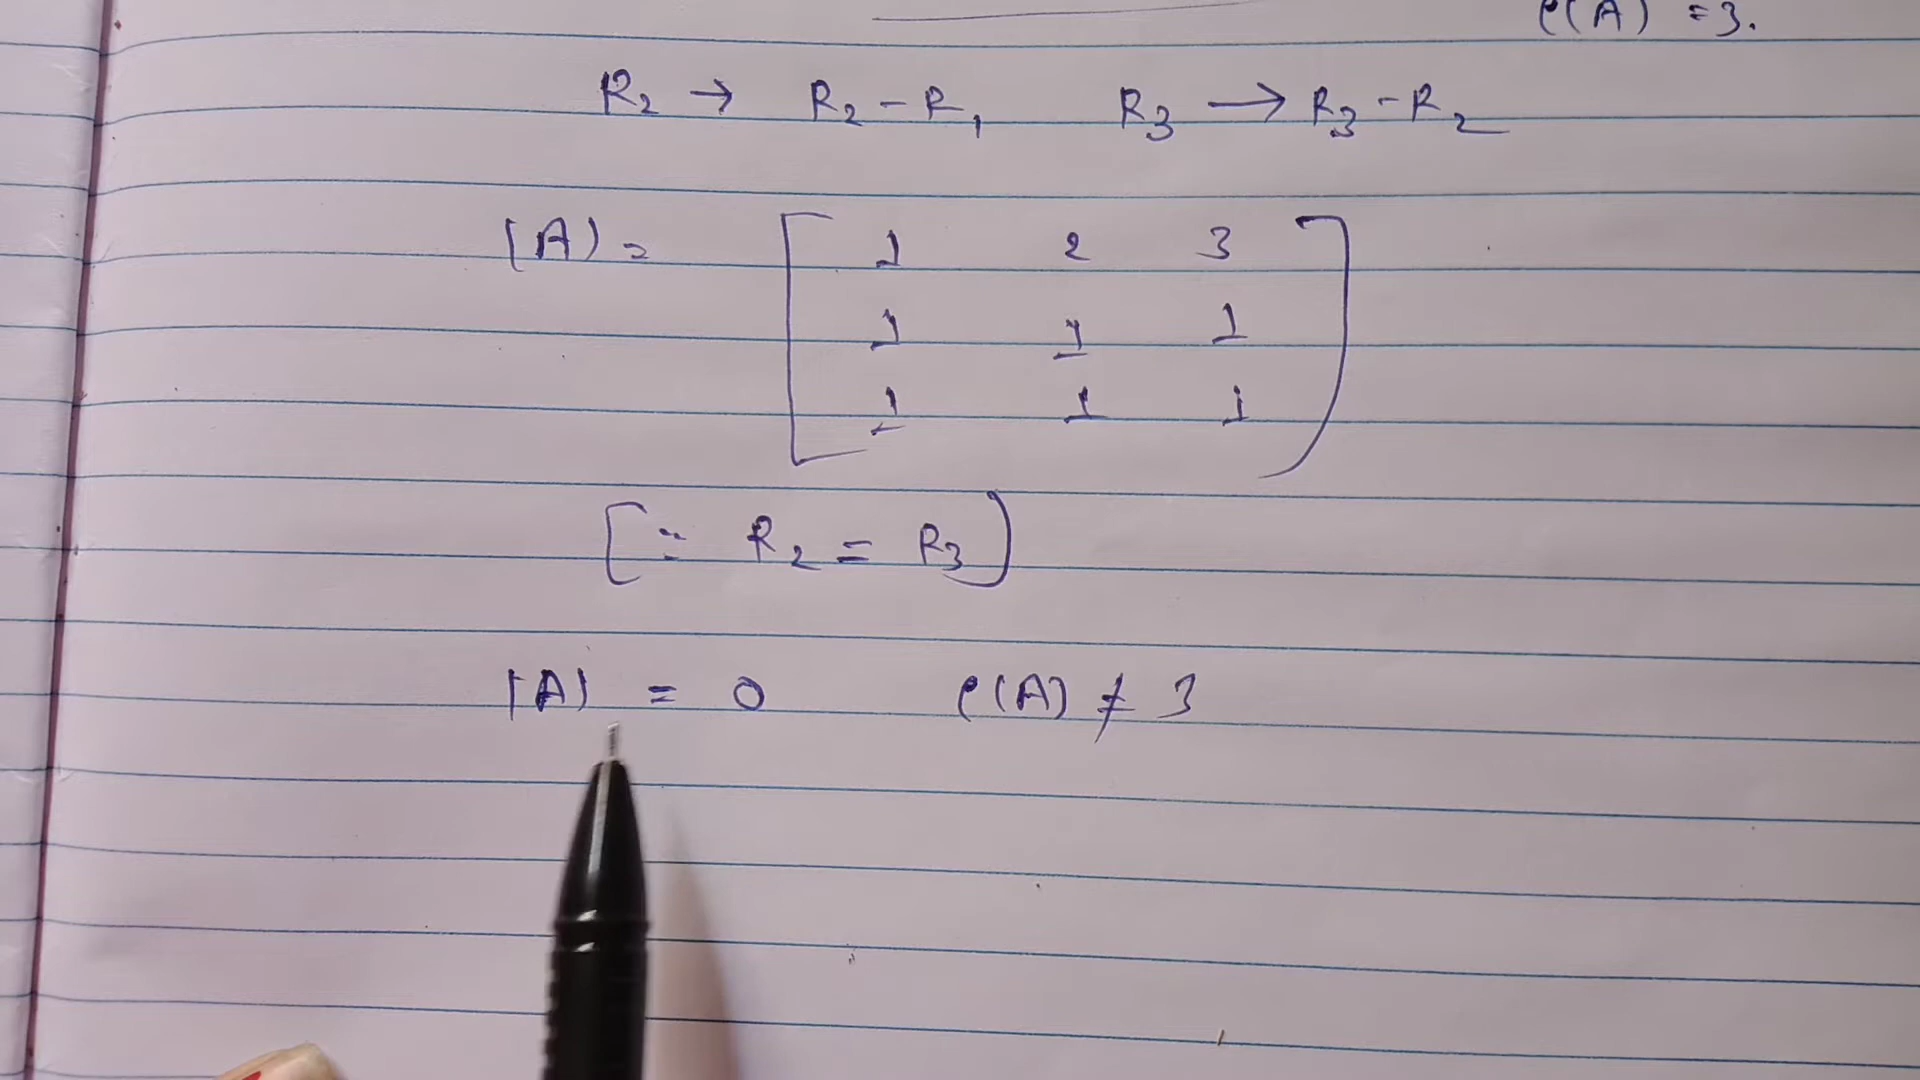 ρ(A) = 3.
R₂ → R₂ - R₁ R₃ → R₃ - R₂
|A| = [ 1 2 3
1 1 1
1 1 1 ]
[∵ R₂ = R₃]
|A| = 0 ρ(A) ≠ 3